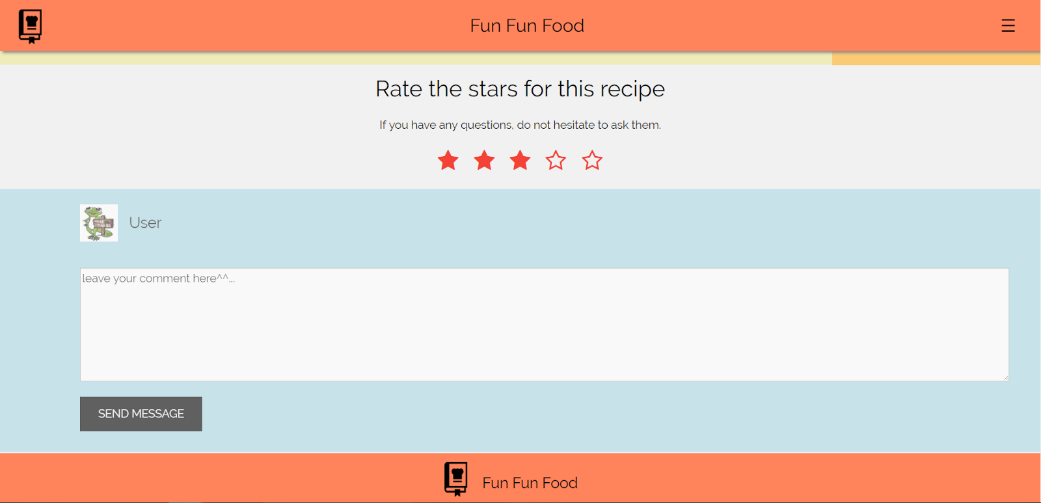 Fun Fun Food
Rate the stars for this recipe
If you have any questions, do not hesitate to ask them.
User
leave your comment here^^...
SEND MESSAGE
Fun Fun Food